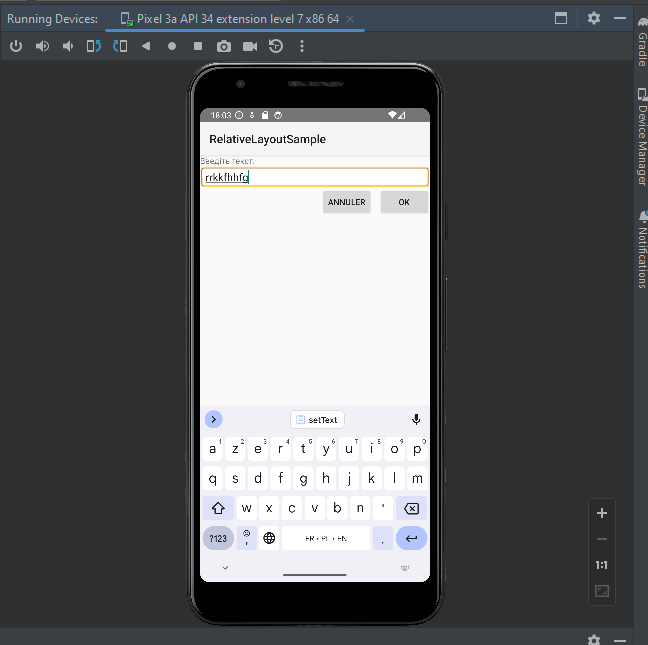 Running Devices: Pixel 3a API 34 extension level 7 x86 64
Gradle
Device Manager
Notifications
16:03
RelativeLayoutSample
Введіть текст:
rrkkfhhfg
ANNULER OK
setText
a1 z2 e3 r4 t5 y6 u7 i8 o9 p0
q s d f g h j k l m
w x c v b n '
?123 , FR • PL • EN .
1:1